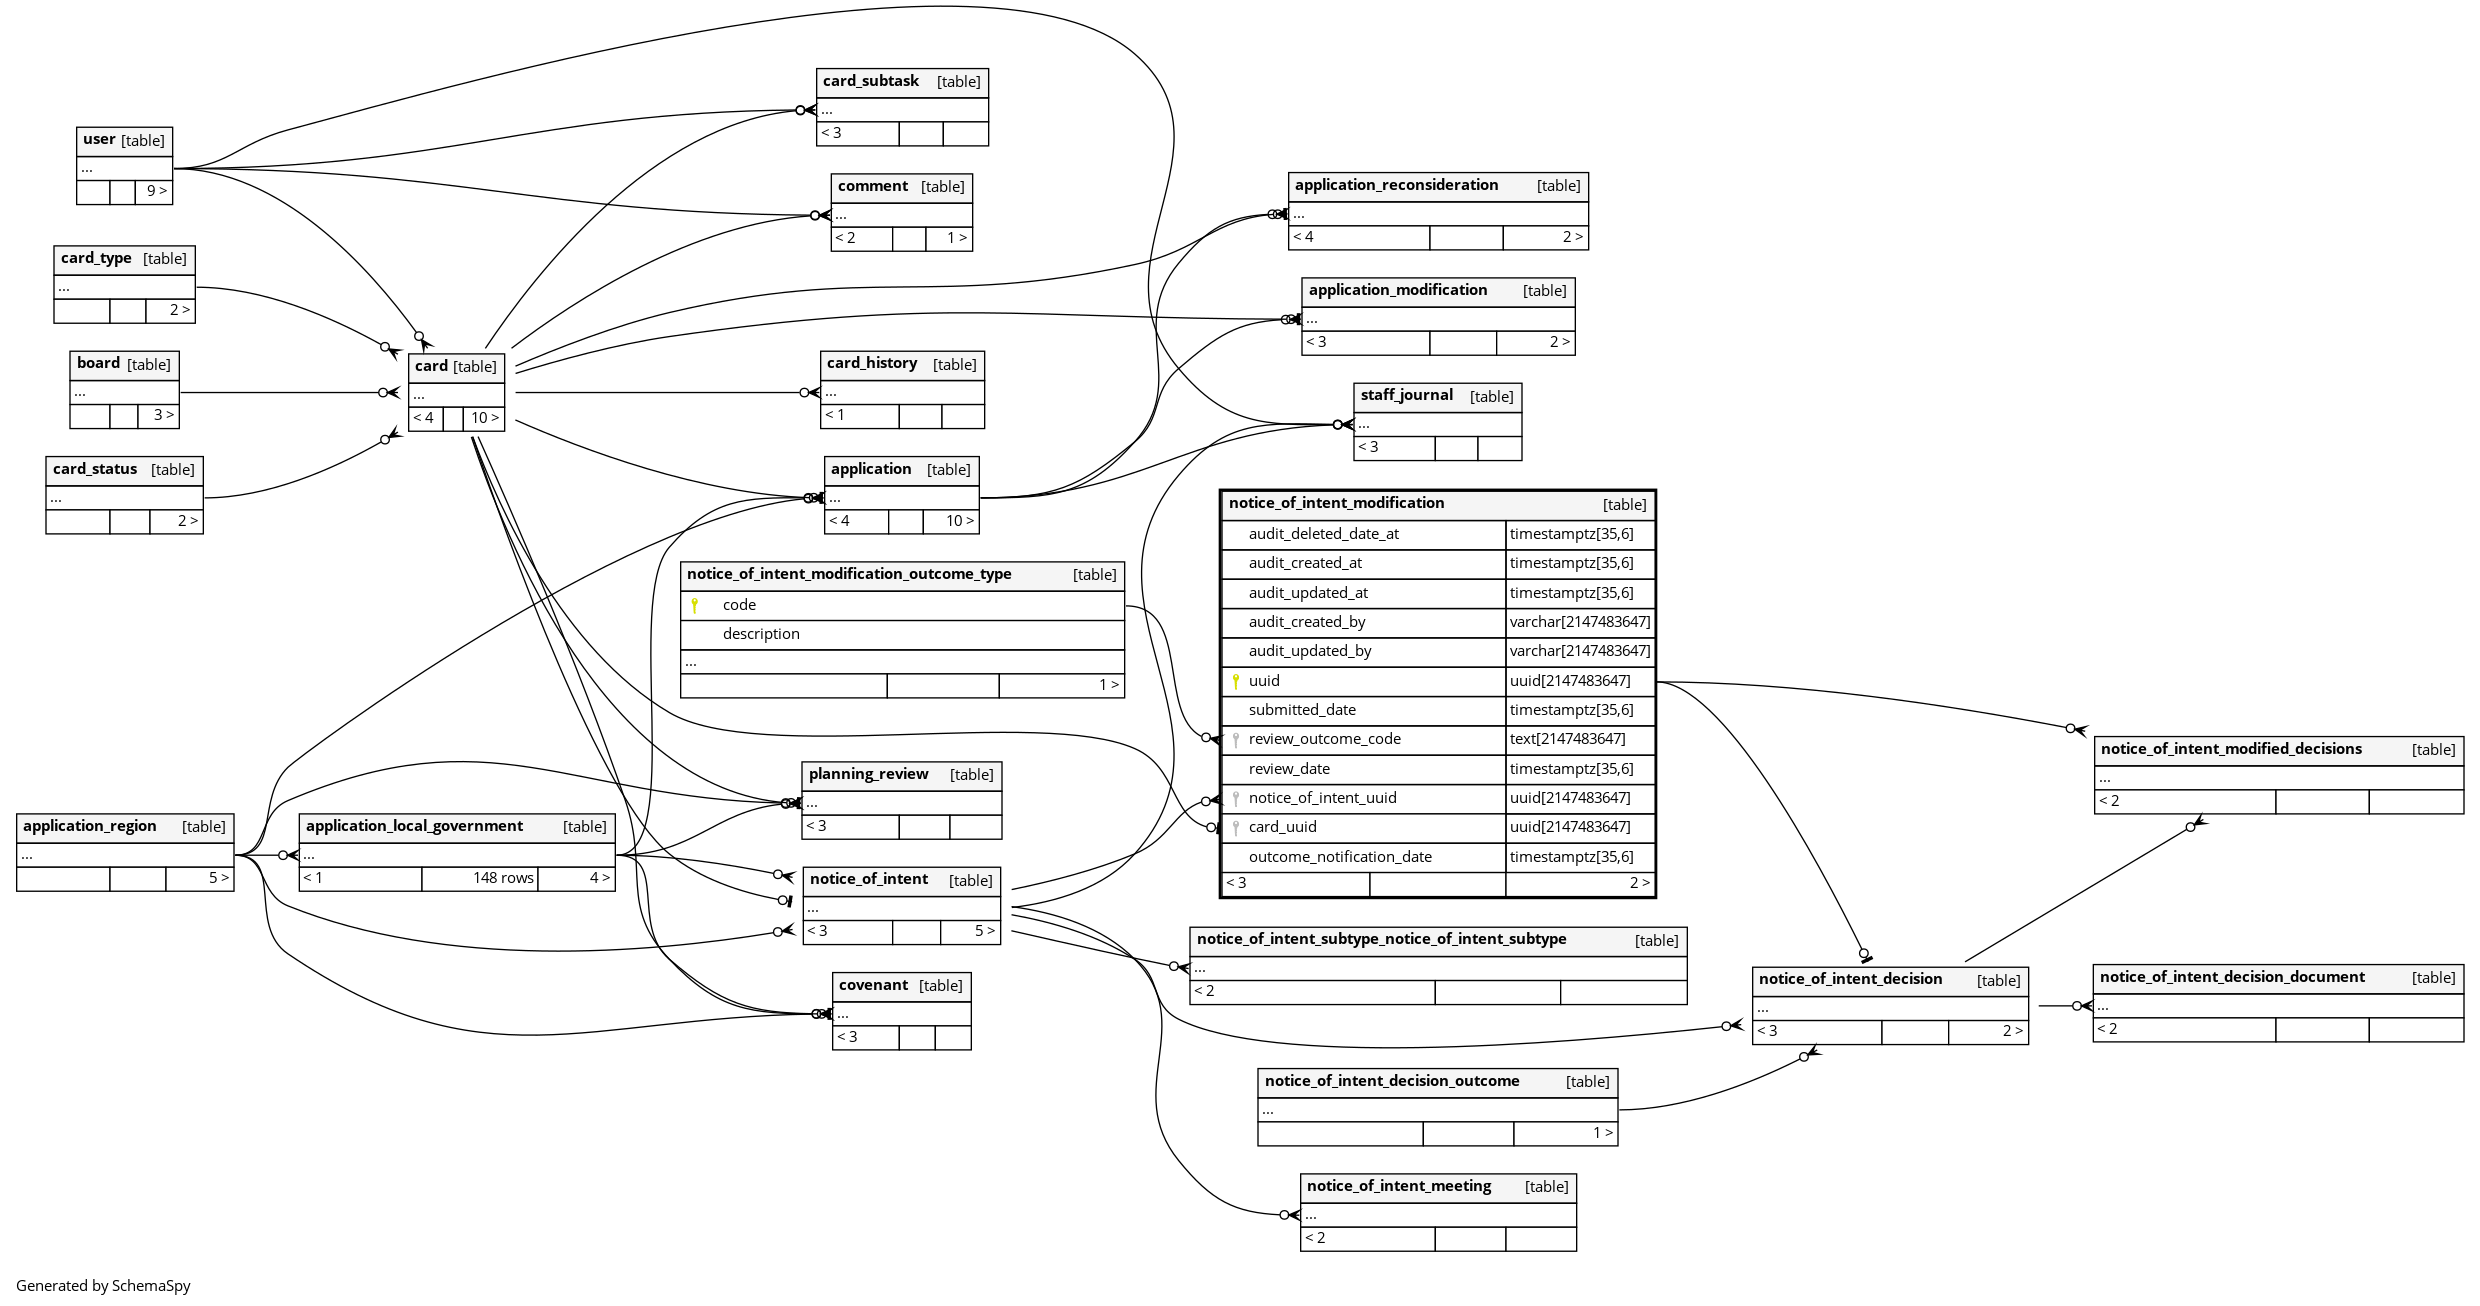 card_subtask [table]
...
< 3
user [table]
...
9 >
comment [table]
...
< 2 1 >
application_reconsideration [table]
...
< 4 2 >
card_type [table]
...
2 >
application_modification [table]
...
< 3 2 >
board [table]
...
3 >
card [table]
...
< 4 10 >
card_history [table]
...
< 1
staff_journal [table]
...
< 3
card_status [table]
...
2 >
application [table]
...
< 4 10 >
notice_of_intent_modification [table]
audit_deleted_date_at timestamptz[35,6]
audit_created_at timestamptz[35,6]
audit_updated_at timestamptz[35,6]
audit_created_by varchar[2147483647]
audit_updated_by varchar[2147483647]
uuid uuid[2147483647]
submitted_date timestamptz[35,6]
review_outcome_code text[2147483647]
review_date timestamptz[35,6]
notice_of_intent_uuid uuid[2147483647]
card_uuid uuid[2147483647]
outcome_notification_date timestamptz[35,6]
< 3 2 >
notice_of_intent_modification_outcome_type [table]
code
description
...
1 >
notice_of_intent_modified_decisions [table]
...
< 2
planning_review [table]
...
< 3
application_region [table]
...
5 >
application_local_government [table]
...
< 1 148 rows 4 >
notice_of_intent [table]
...
< 3 5 >
notice_of_intent_subtype_notice_of_intent_subtype [table]
...
< 2
covenant [table]
...
< 3
notice_of_intent_decision [table]
...
< 3 2 >
notice_of_intent_decision_document [table]
...
< 2
notice_of_intent_decision_outcome [table]
...
1 >
notice_of_intent_meeting [table]
...
< 2
Generated by SchemaSpy